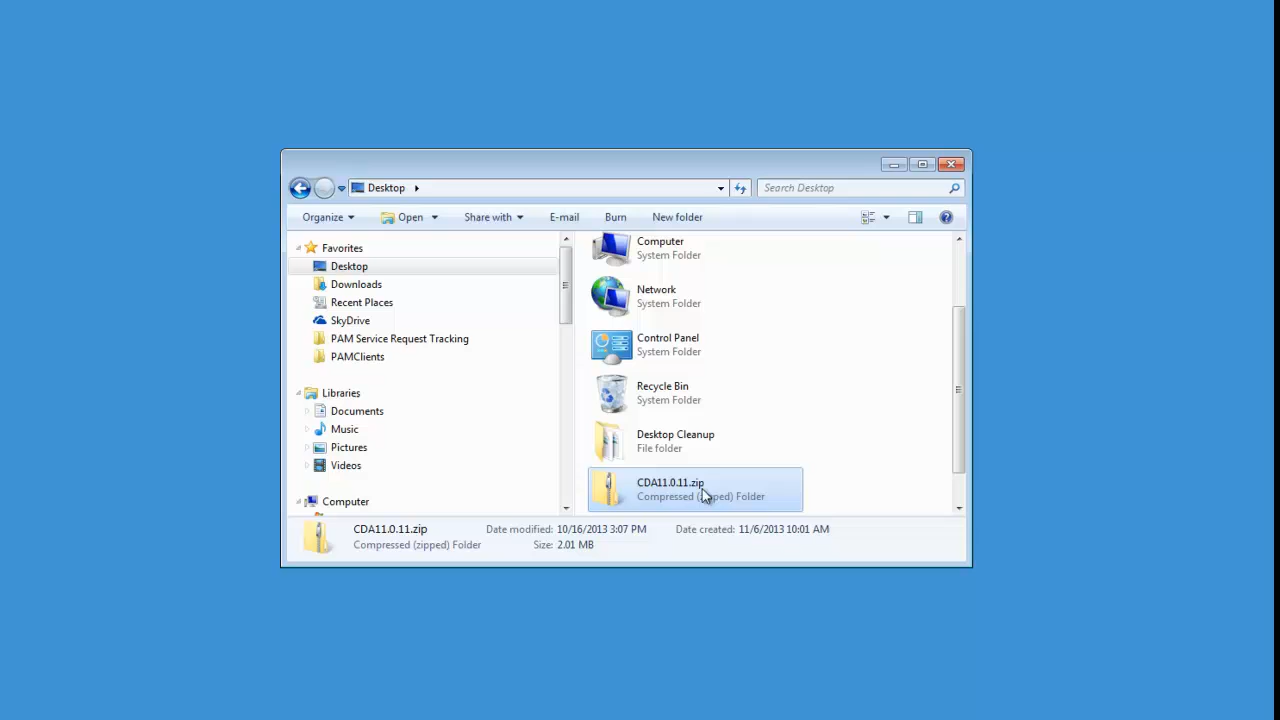 Desktop
Search Desktop
Organize Open Share with E-mail Burn New folder
Favorites
Desktop
Downloads
Recent Places
SkyDrive
PAM Service Request Tracking
PAMClients
Libraries
Documents
Music
Pictures
Videos
Computer
Computer
System Folder
Network
System Folder
Control Panel
System Folder
Recycle Bin
System Folder
Desktop Cleanup
File folder
CDA11.0.11.zip
Compressed Folder
CDA11.0.11.zip Date modified: 10/16/2013 3:07 PM Date created: 11/6/2013 10:01 AM
Compressed (zipped) Folder Size: 2.01 MB